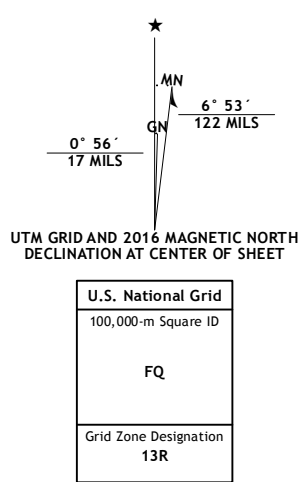 ★
MN
6° 53´
122 MILS
GN
0° 56´
17 MILS
UTM GRID AND 2016 MAGNETIC NORTH
DECLINATION AT CENTER OF SHEET
U.S. National Grid
100,000-m Square ID
FQ
Grid Zone Designation
13R